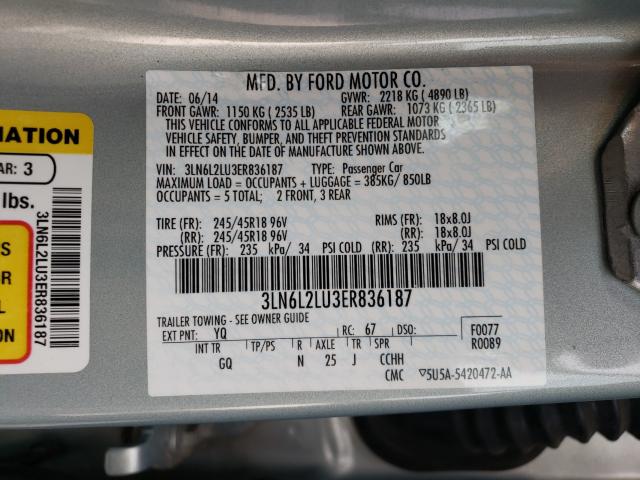 MFD. BY FORD MOTOR CO.
DATE: 06/14 GVWR: 2218 KG ( 4890 LB)
FRONT GAWR: 1150 KG ( 2535 LB) REAR GAWR: 1073 KG ( 2365 LB)
THIS VEHICLE CONFORMS TO ALL APPLICABLE FEDERAL MOTOR
VEHICLE SAFETY, BUMPER, AND THEFT PREVENTION STANDARDS
IN EFFECT ON THE DATE OF MANUFACTURE SHOWN ABOVE.
VIN: 3LN6L2LU3ER836187 TYPE: Passenger Car
MAXIMUM LOAD = OCCUPANTS + LUGGAGE = 385KG/ 850LB
OCCUPANTS = 5 TOTAL; 2 FRONT, 3 REAR
TIRE (FR): 245/45R18 96V RIMS (FR): 18x8.0J
(RR): 245/45R18 96V (RR): 18x8.0J
PRESSURE (FR): 235 kPa/ 34 PSI COLD (RR): 235 kPa/ 34 PSI COLD
3LN6L2LU3ER836187
TRAILER TOWING - SEE OWNER GUIDE
EXT PNT: YQ RC: 67 DSO: F0077
INT TR TP/PS R AXLE TR SPR R0089
GQ N 25 J CCHH
CMC 5U5A-5420472-AA
MATION
AR: 3
lbs.
S
R
L
ON
3LN6L2LU3ER836187